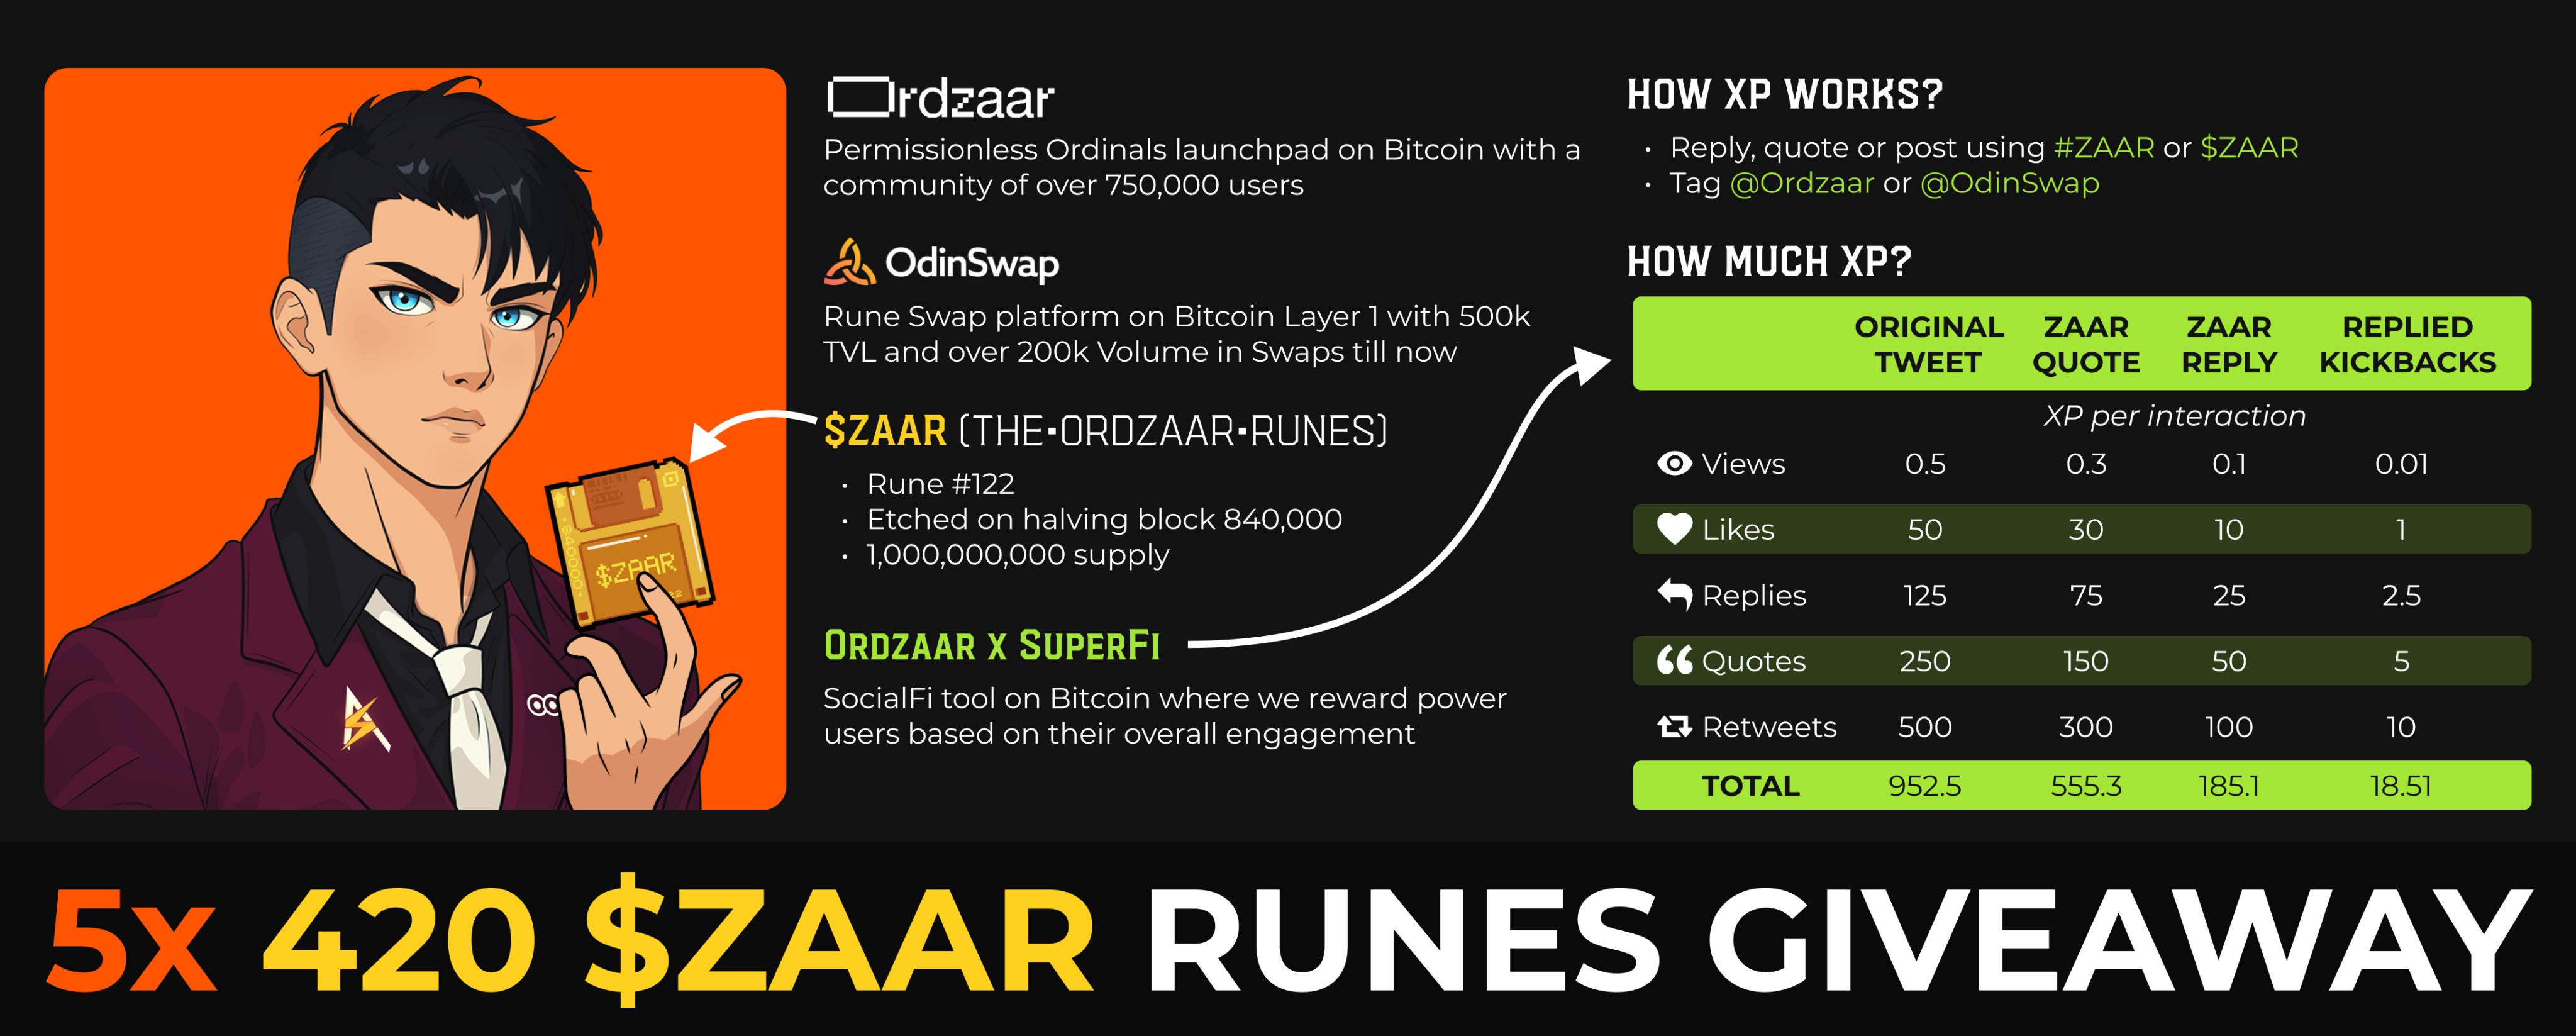 Ordzaar
Permissionless Ordinals launchpad on Bitcoin with a
community of over 750,000 users
OdinSwap
Rune Swap platform on Bitcoin Layer 1 with 500k
TVL and over 200k Volume in Swaps till now
$ZAAR (THE▪ORDZAAR▪RUNES)
• Rune #122
• Etched on halving block 840,000
• 1,000,000,000 supply
$ZAAR
ORDZAAR X SUPERFI
SocialFi tool on Bitcoin where we reward power
users based on their overall engagement
HOW XP WORKS?
• Reply, quote or post using #ZAAR or $ZAAR
• Tag @Ordzaar or @OdinSwap
HOW MUCH XP?
ORIGINAL TWEET ZAAR QUOTE ZAAR REPLY REPLIED KICKBACKS
XP per interaction
Views 0.5 0.3 0.1 0.01
Likes 50 30 10 1
Replies 125 75 25 2.5
Quotes 250 150 50 5
Retweets 500 300 100 10
TOTAL 952.5 555.3 185.1 18.51
5x 420 $ZAAR RUNES GIVEAWAY